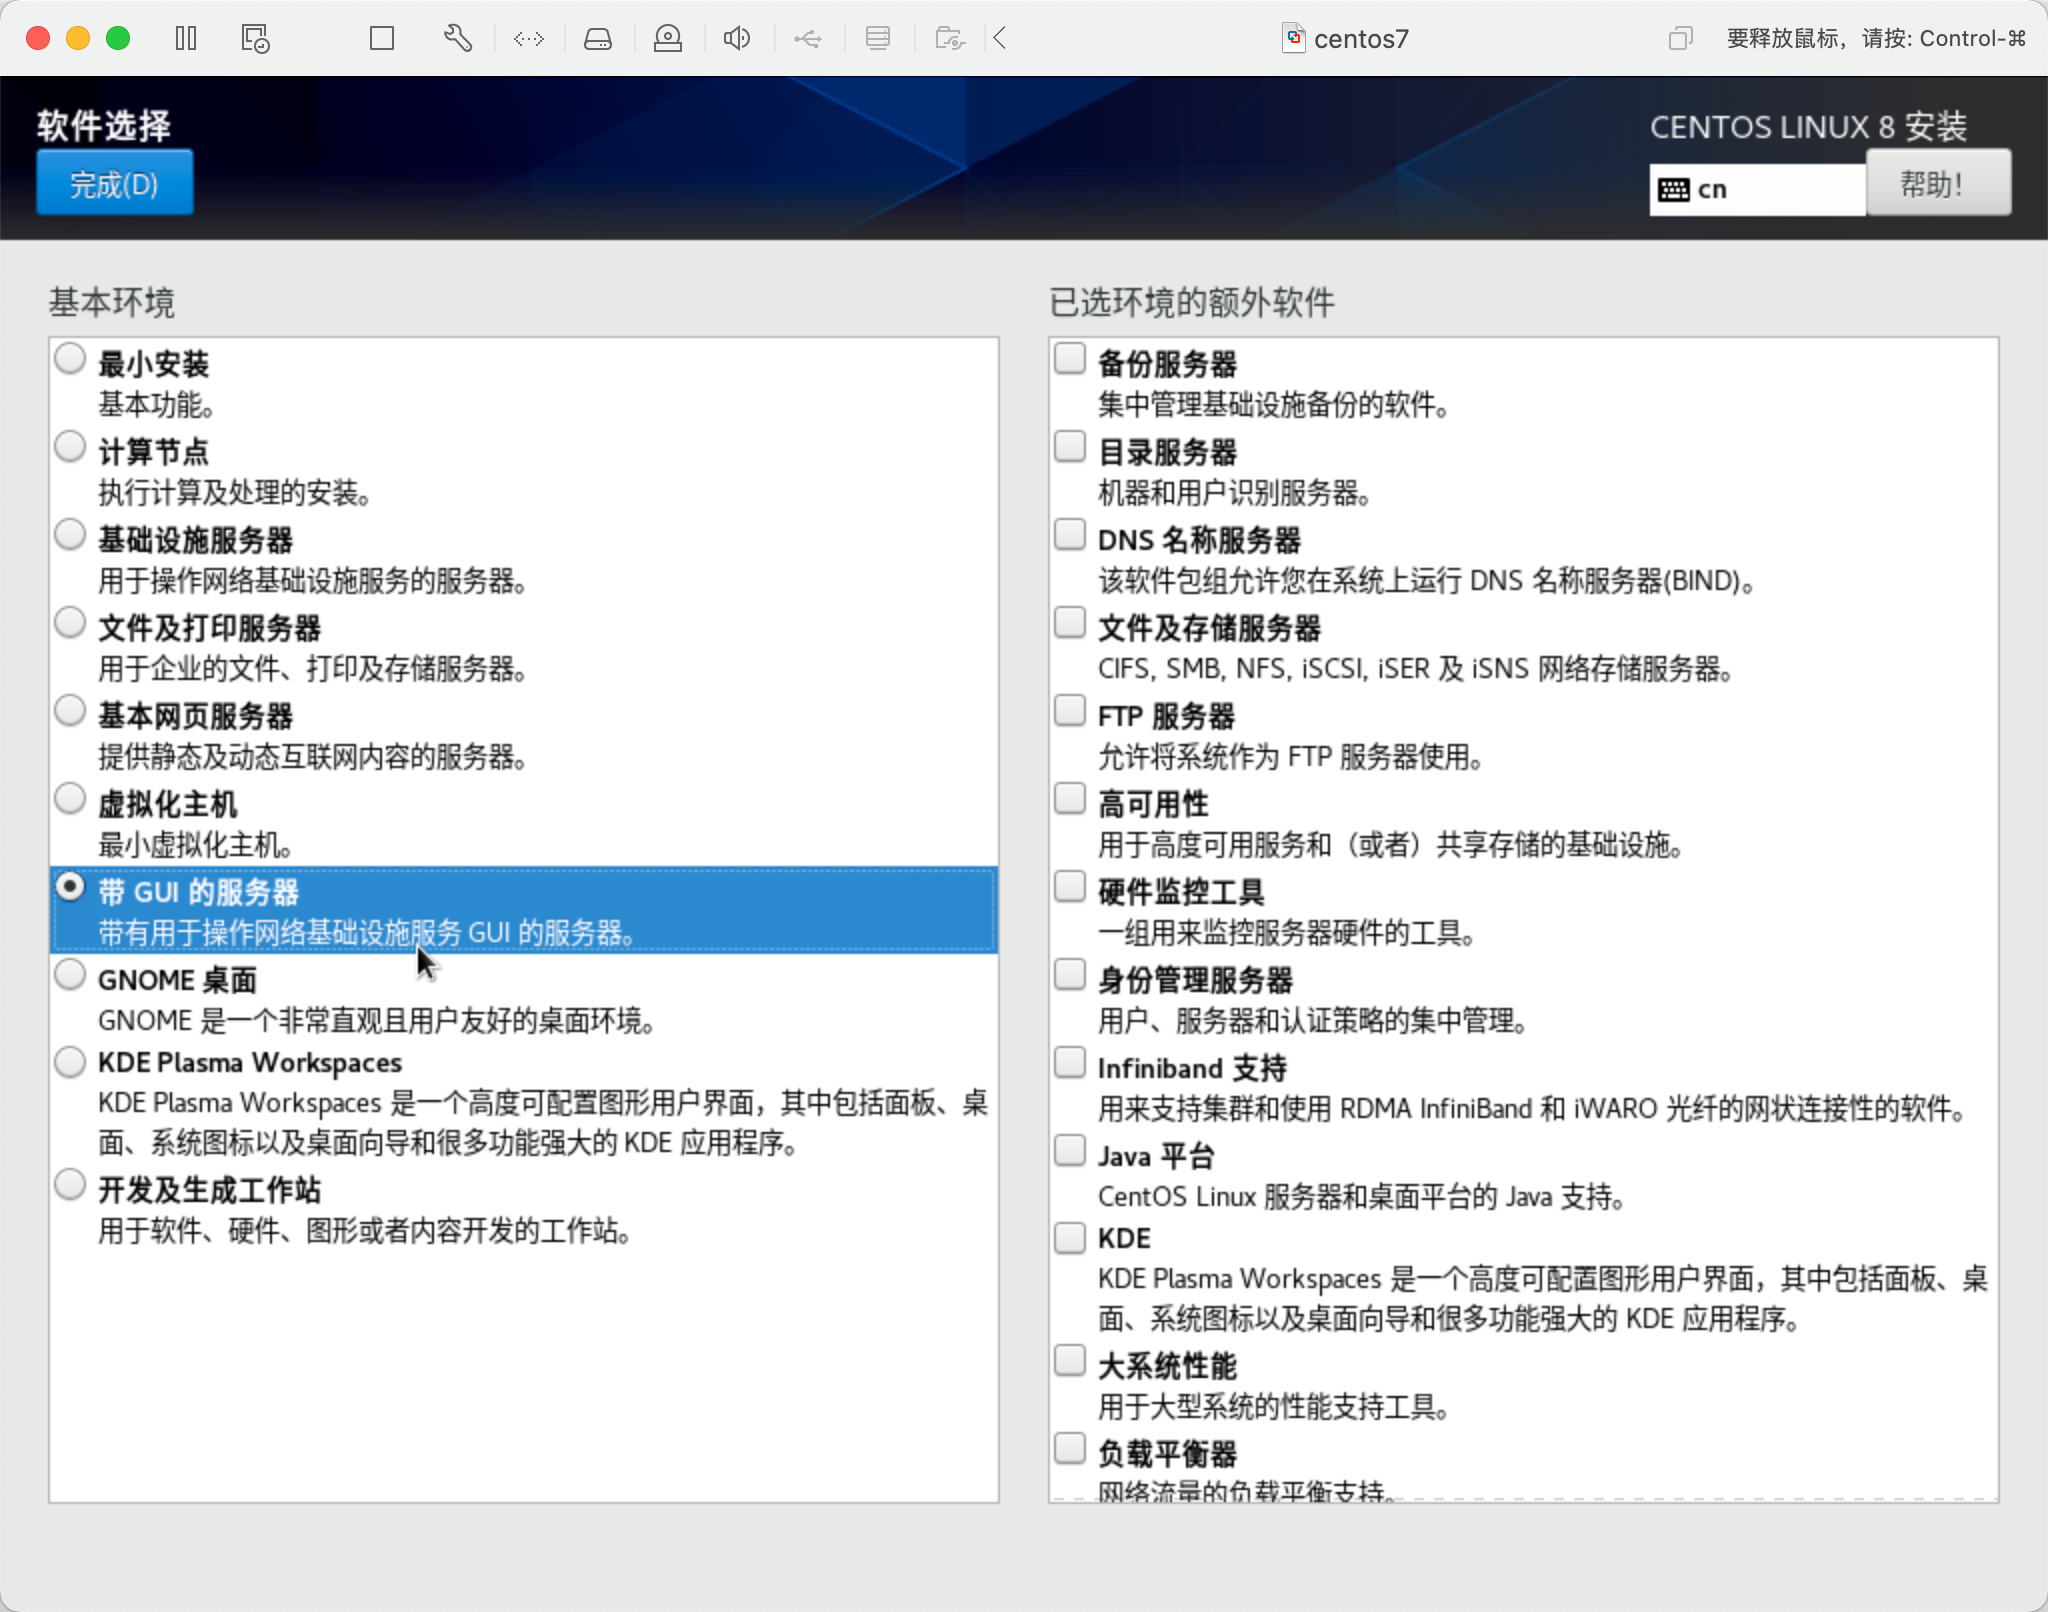 centos7
要释放鼠标，请按: Control-⌘
软件选择
CENTOS LINUX 8 安装
完成(D)
cn
帮助!
基本环境
最小安装
基本功能。
计算节点
执行计算及处理的安装。
基础设施服务器
用于操作网络基础设施服务的服务器。
文件及打印服务器
用于企业的文件、打印及存储服务器。
基本网页服务器
提供静态及动态互联网内容的服务器。
虚拟化主机
最小虚拟化主机。
带 GUI 的服务器
带有用于操作网络基础设施服务 GUI 的服务器。
GNOME 桌面
GNOME 是一个非常直观且用户友好的桌面环境。
KDE Plasma Workspaces
KDE Plasma Workspaces 是一个高度可配置图形用户界面，其中包括面板、桌
面、系统图标以及桌面向导和很多功能强大的 KDE 应用程序。
开发及生成工作站
用于软件、硬件、图形或者内容开发的工作站。
已选环境的额外软件
备份服务器
集中管理基础设施备份的软件。
目录服务器
机器和用户识别服务器。
DNS 名称服务器
该软件包组允许您在系统上运行 DNS 名称服务器(BIND)。
文件及存储服务器
CIFS, SMB, NFS, iSCSI, iSER 及 iSNS 网络存储服务器。
FTP 服务器
允许将系统作为 FTP 服务器使用。
高可用性
用于高度可用服务和（或者）共享存储的基础设施。
硬件监控工具
一组用来监控服务器硬件的工具。
身份管理服务器
用户、服务器和认证策略的集中管理。
Infiniband 支持
用来支持集群和使用 RDMA InfiniBand 和 iWARO 光纤的网状连接性的软件。
Java 平台
CentOS Linux 服务器和桌面平台的 Java 支持。
KDE
KDE Plasma Workspaces 是一个高度可配置图形用户界面，其中包括面板、桌
面、系统图标以及桌面向导和很多功能强大的 KDE 应用程序。
大系统性能
用于大型系统的性能支持工具。
负载平衡器
网络流量的负载平衡支持。